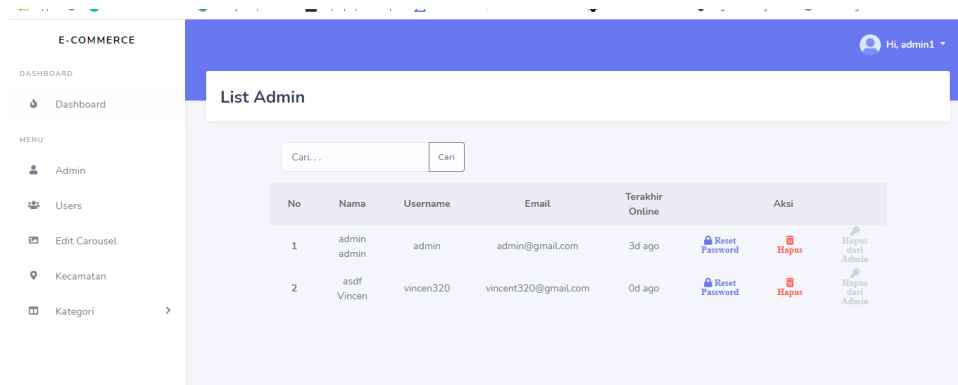 E-COMMERCE
Hi, admin1
DASHBOARD
Dashboard
List Admin
MENU
Admin
Users
Edit Carousel
Kecamatan
Kategori
Cari. . .
Cari
No Nama Username Email Terakhir Online Aksi
1 admin admin admin admin@gmail.com 3d ago Reset Password Hapus Hapus dari Admin
2 asdf Vincen vincen320 vincent320@gmail.com 0d ago Reset Password Hapus Hapus dari Admin